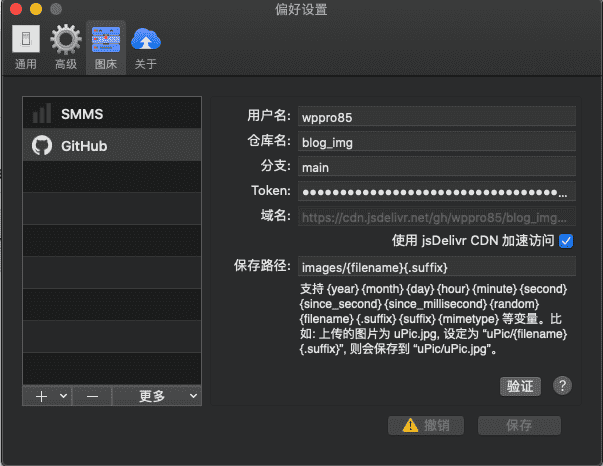 偏好设置
通用
高级
图床
关于
SMMS
GitHub
用户名: wppro85
仓库名: blog_img
分支: main
Token: ●●●●●●●●●●●●●●●●●●●●●●●●●●●●●●●●●●...
域名: https://cdn.jsdelivr.net/gh/wppro85/blog_img...
使用 jsDelivr CDN 加速访问
保存路径: images/{filename}{.suffix}
支持 {year} {month} {day} {hour} {minute} {second}
{since_second} {since_millisecond} {random}
{filename} {.suffix} {suffix} {mimetype} 等变量。比
如: 上传的图片为 uPic.jpg, 设定为 “uPic/{filename}
{.suffix}”, 则会保存到 “uPic/uPic.jpg”。
验证
?
+
−
更多
撤销
保存